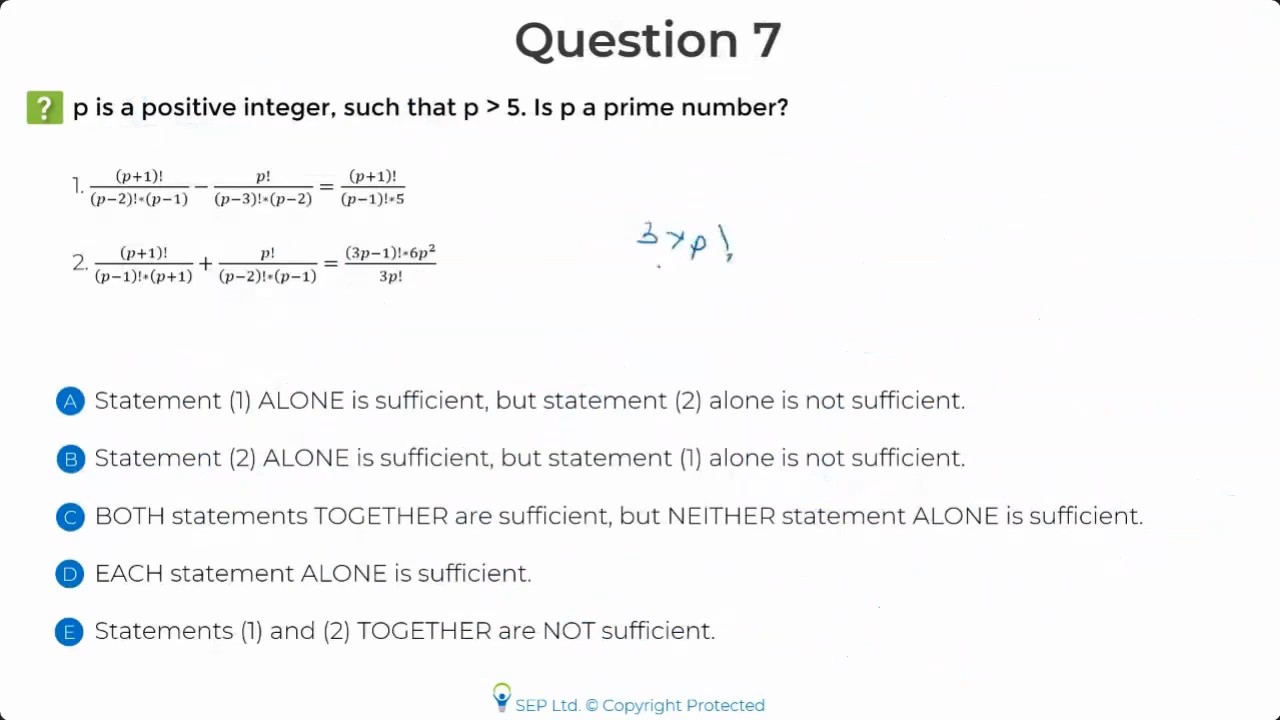 Question 7
? p is a positive integer, such that p > 5. Is p a prime number?
1. (p+1)!/((p−2)!*(p−1)) − p!/((p−3)!*(p−2)) = (p+1)!/((p−1)!*5)
3 × p!
2. (p+1)!/((p−1)!*(p+1)) + p!/((p−2)!*(p−1)) = ((3p−1)!*6p²)/(3p!)
A Statement (1) ALONE is sufficient, but statement (2) alone is not sufficient.
B Statement (2) ALONE is sufficient, but statement (1) alone is not sufficient.
C BOTH statements TOGETHER are sufficient, but NEITHER statement ALONE is sufficient.
D EACH statement ALONE is sufficient.
E Statements (1) and (2) TOGETHER are NOT sufficient.
SEP Ltd. © Copyright Protected